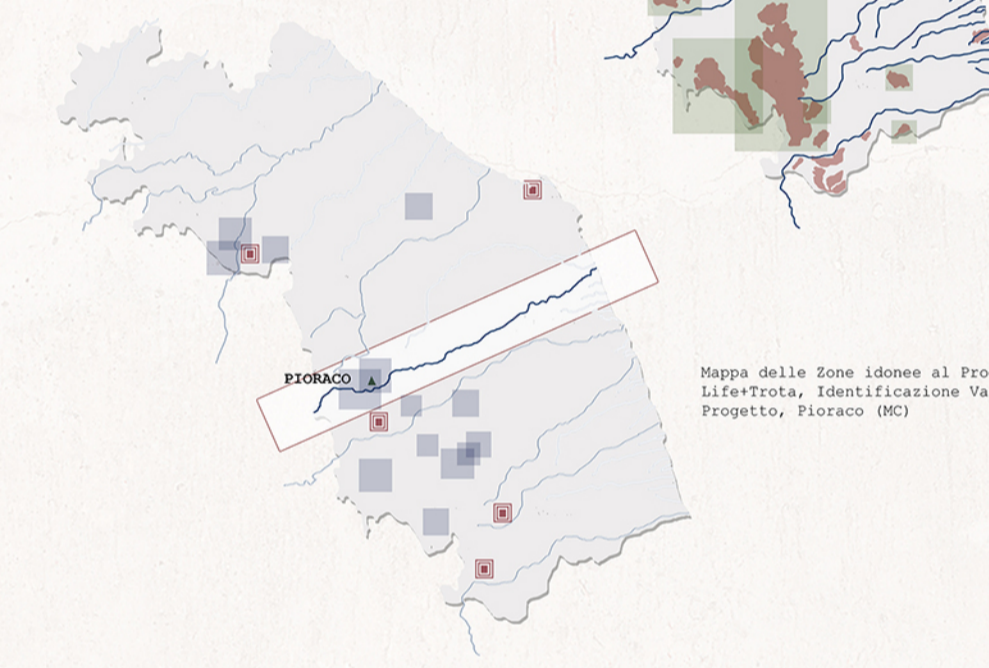 PIORACO
Mappa delle Zone idonee al Pro
Life+Trota, Identificazione Va
Progetto, Pioraco (MC)